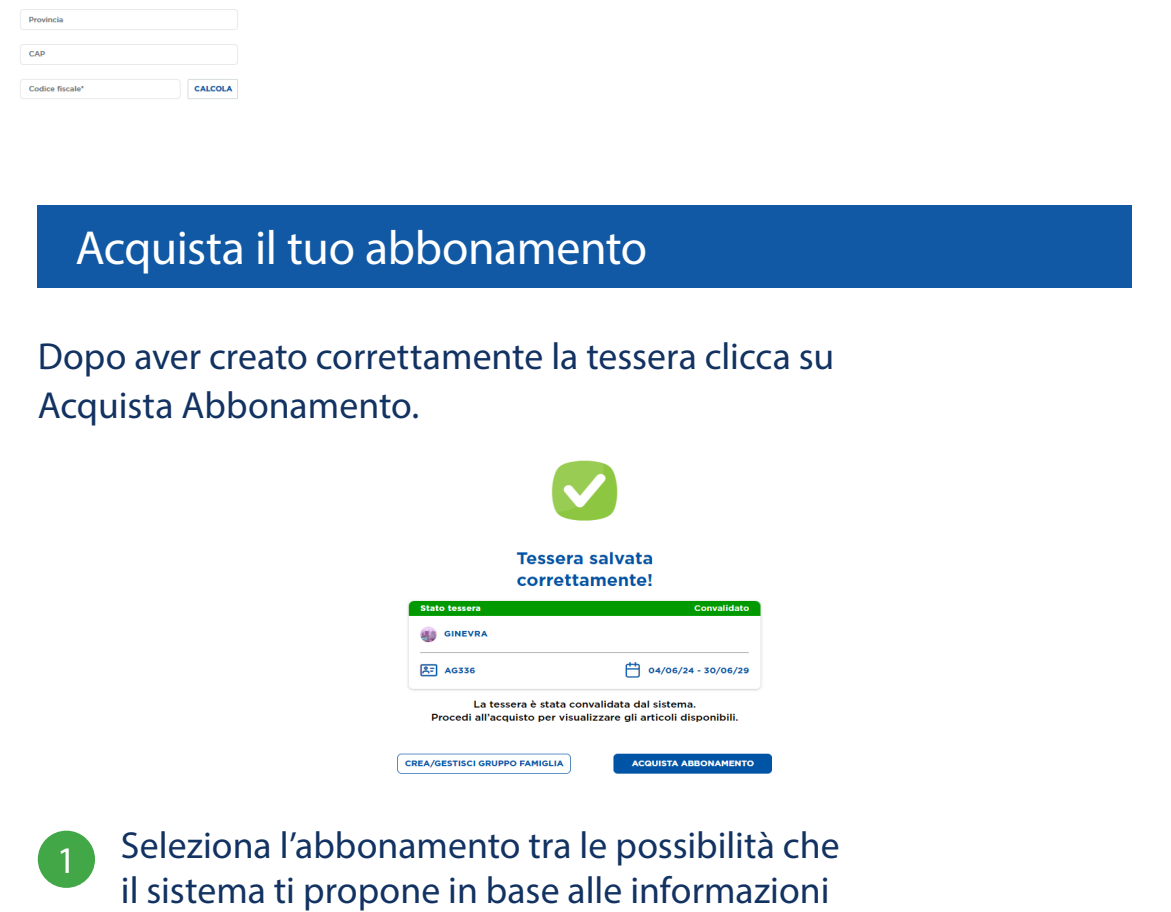 Provincia
CAP
Codice fiscale*
CALCOLA
Acquista il tuo abbonamento
Dopo aver creato correttamente la tessera clicca su
Acquista Abbonamento.
Tessera salvata
correttamente!
Stato tessera
Convalidato
GINEVRA
AG336
04/06/24 - 30/06/29
La tessera è stata convalidata dal sistema.
Procedi all'acquisto per visualizzare gli articoli disponibili.
CREA/GESTISCI GRUPPO FAMIGLIA
ACQUISTA ABBONAMENTO
1
Seleziona l’abbonamento tra le possibilità che
il sistema ti propone in base alle informazioni